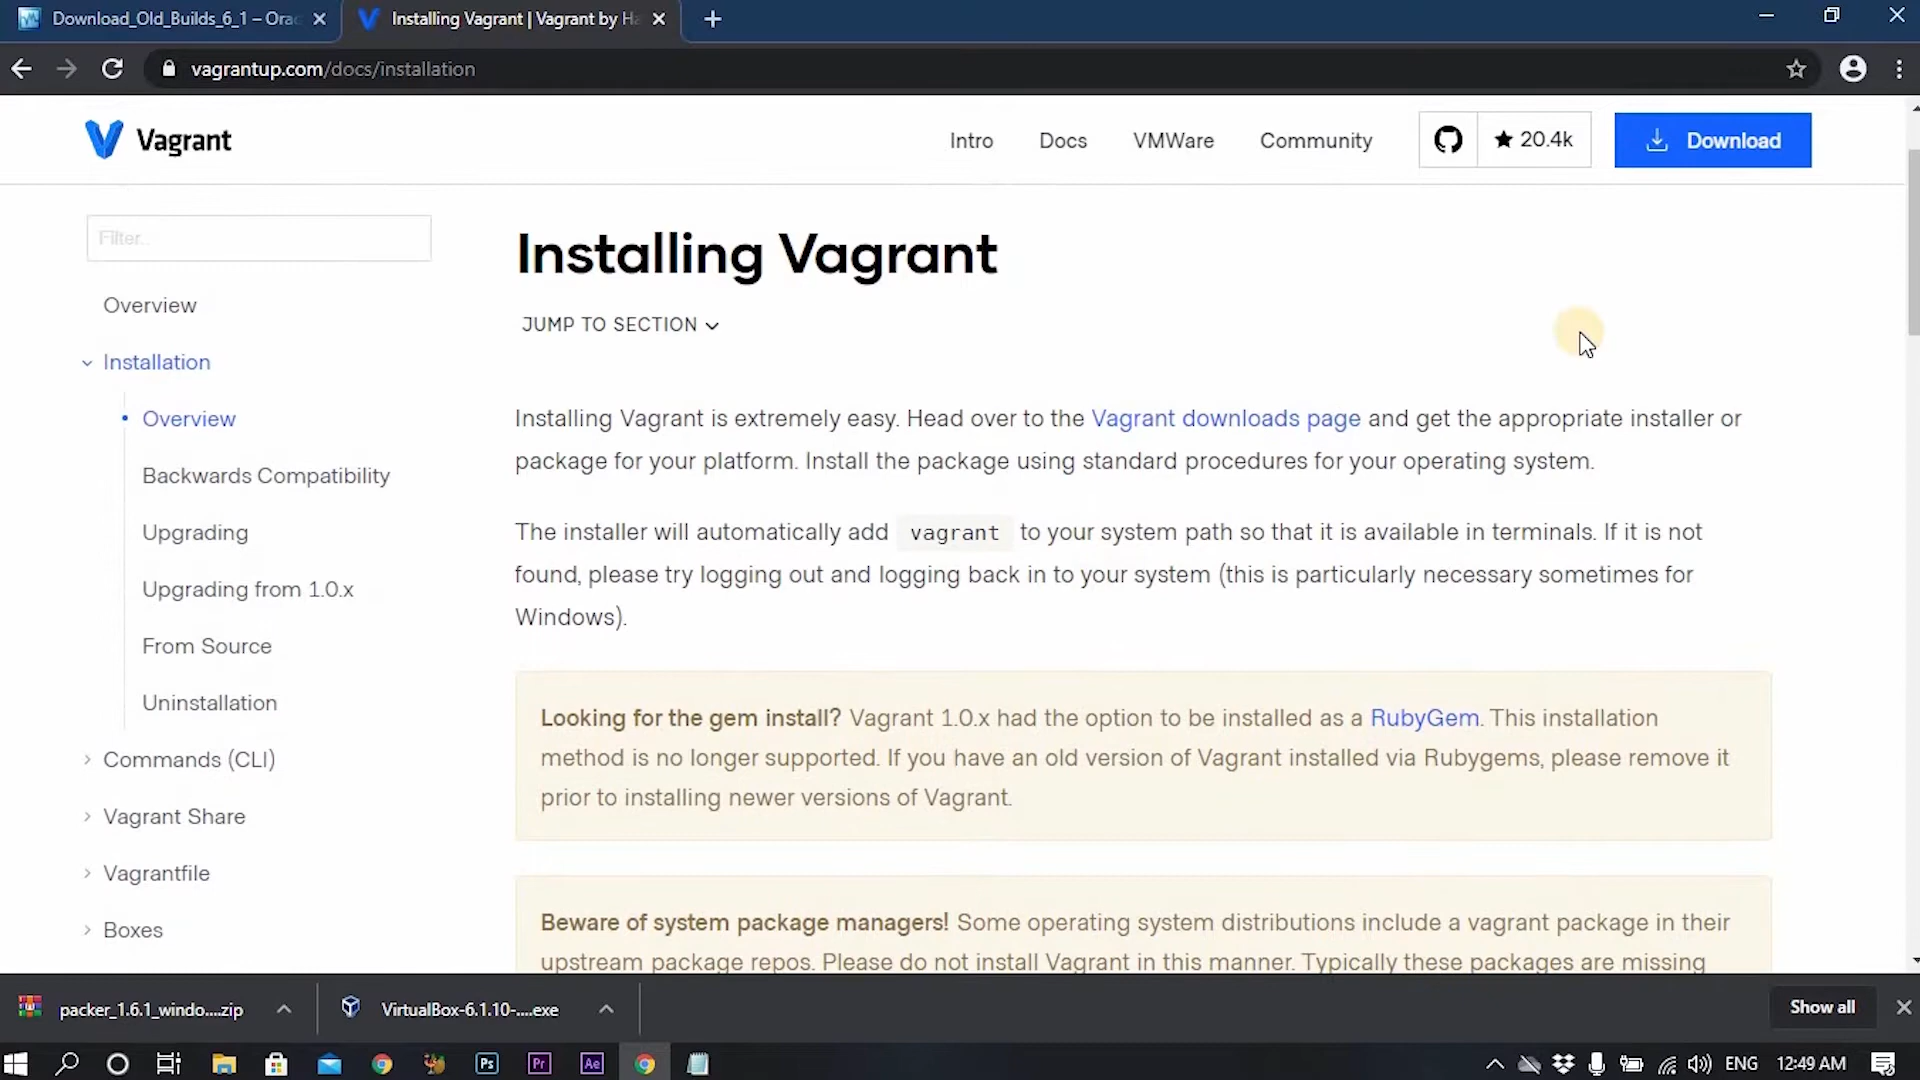 Download_Old_Builds_6_1 – Orac
Installing Vagrant | Vagrant by Ha
vagrantup.com/docs/installation
Vagrant
Intro
Docs
VMWare
Community
20.4k
Download
Filter..
Overview
Installation
Overview
Backwards Compatibility
Upgrading
Upgrading from 1.0.x
From Source
Uninstallation
Commands (CLI)
Vagrant Share
Vagrantfile
Boxes
Installing Vagrant
JUMP TO SECTION
Installing Vagrant is extremely easy. Head over to the Vagrant downloads page and get the appropriate installer or
package for your platform. Install the package using standard procedures for your operating system.
The installer will automatically add vagrant to your system path so that it is available in terminals. If it is not
found, please try logging out and logging back in to your system (this is particularly necessary sometimes for
Windows).
Looking for the gem install? Vagrant 1.0.x had the option to be installed as a RubyGem. This installation
method is no longer supported. If you have an old version of Vagrant installed via Rubygems, please remove it
prior to installing newer versions of Vagrant.
Beware of system package managers! Some operating system distributions include a vagrant package in their
upstream package repos. Please do not install Vagrant in this manner. Typically these packages are missing
packer_1.6.1_windo....zip
VirtualBox-6.1.10-....exe
Show all
Ps
Pr
Ae
ENG
12:49 AM